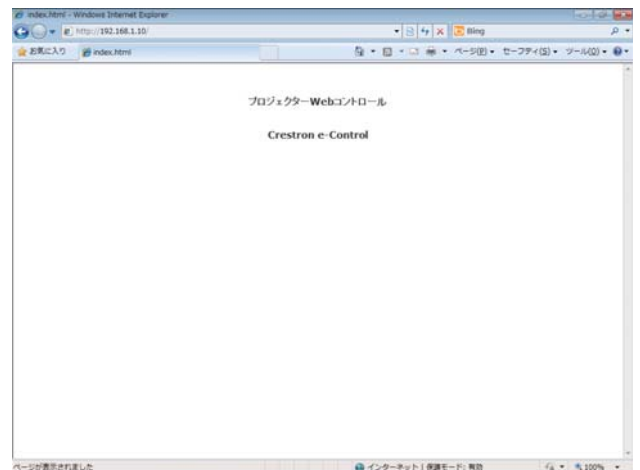 index.html - Windows Internet Explorer
http://192.168.1.10/
Bing
お気に入り
index.html
ページ(P) セーフティ(S) ツール(O)
プロジェクターWebコントロール
Crestron e-Control
ページが表示されました
インターネット | 保護モード: 無効
100%